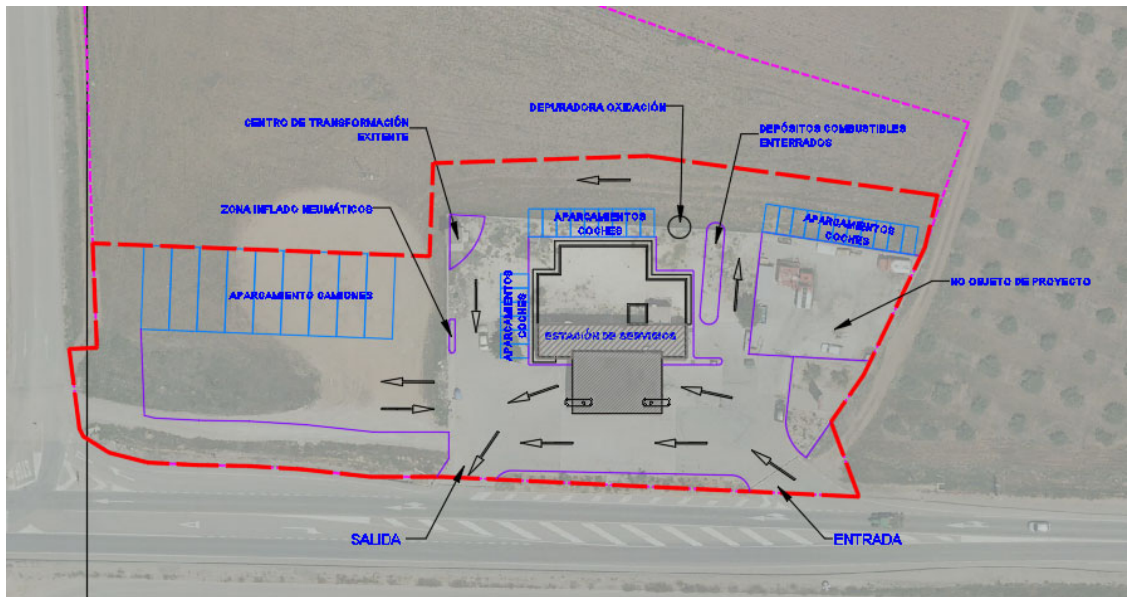 DEPURADORA OXIDACIÓN
CENTRO DE TRANSFORMACIÓN
EXITENTE
DEPÓSITOS COMBUSTIBLES
ENTERRADOS
ZONA INFLADO NEUMÁTICOS
APARCAMIENTOS
COCHES
APARCAMIENTOS
COCHES
APARCAMIENTO CAMIONES
APARCAMIENTOS
COCHES
NO OBJETO DE PROYECTO
ESTACIÓN DE SERVICIOS
SALIDA
ENTRADA